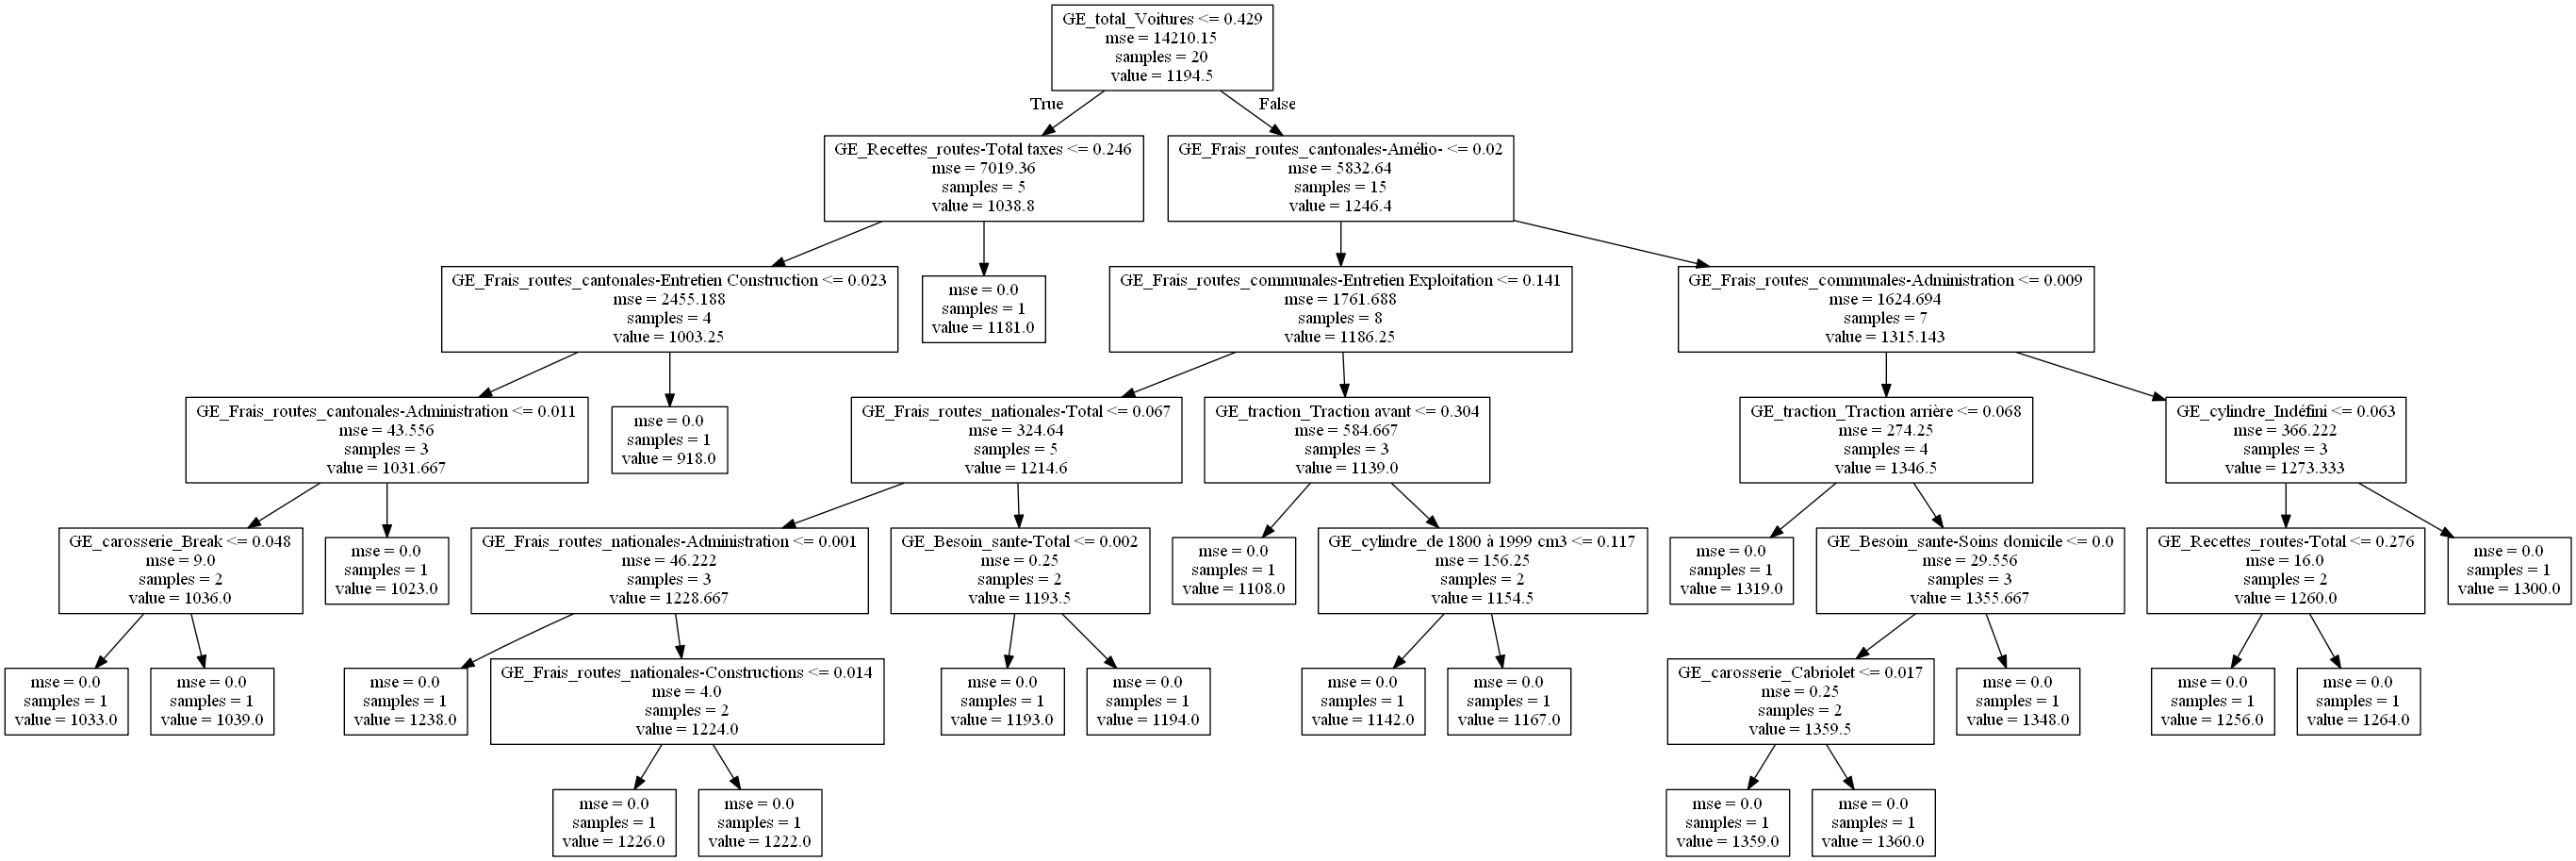 GE_total_Voitures <= 0.429
mse = 14210.15
samples = 20
value = 1194.5
True
False
GE_Recettes_routes-Total taxes <= 0.246
mse = 7019.36
samples = 5
value = 1038.8
GE_Frais_routes_cantonales-Amélio- <= 0.02
mse = 5832.64
samples = 15
value = 1246.4
GE_Frais_routes_cantonales-Entretien Construction <= 0.023
mse = 2455.188
samples = 4
value = 1003.25
mse = 0.0
samples = 1
value = 1181.0
GE_Frais_routes_communales-Entretien Exploitation <= 0.141
mse = 1761.688
samples = 8
value = 1186.25
GE_Frais_routes_communales-Administration <= 0.009
mse = 1624.694
samples = 7
value = 1315.143
GE_Frais_routes_cantonales-Administration <= 0.011
mse = 43.556
samples = 3
value = 1031.667
mse = 0.0
samples = 1
value = 918.0
GE_Frais_routes_nationales-Total <= 0.067
mse = 324.64
samples = 5
value = 1214.6
GE_traction_Traction avant <= 0.304
mse = 584.667
samples = 3
value = 1139.0
GE_traction_Traction arrière <= 0.068
mse = 274.25
samples = 4
value = 1346.5
GE_cylindre_Indéfini <= 0.063
mse = 366.222
samples = 3
value = 1273.333
GE_carosserie_Break <= 0.048
mse = 9.0
samples = 2
value = 1036.0
mse = 0.0
samples = 1
value = 1023.0
GE_Frais_routes_nationales-Administration <= 0.001
mse = 46.222
samples = 3
value = 1228.667
GE_Besoin_sante-Total <= 0.002
mse = 0.25
samples = 2
value = 1193.5
mse = 0.0
samples = 1
value = 1108.0
GE_cylindre_de 1800 à 1999 cm3 <= 0.117
mse = 156.25
samples = 2
value = 1154.5
mse = 0.0
samples = 1
value = 1319.0
GE_Besoin_sante-Soins domicile <= 0.0
mse = 29.556
samples = 3
value = 1355.667
GE_Recettes_routes-Total <= 0.276
mse = 16.0
samples = 2
value = 1260.0
mse = 0.0
samples = 1
value = 1300.0
mse = 0.0
samples = 1
value = 1033.0
mse = 0.0
samples = 1
value = 1039.0
mse = 0.0
samples = 1
value = 1238.0
GE_Frais_routes_nationales-Constructions <= 0.014
mse = 4.0
samples = 2
value = 1224.0
mse = 0.0
samples = 1
value = 1193.0
mse = 0.0
samples = 1
value = 1194.0
mse = 0.0
samples = 1
value = 1142.0
mse = 0.0
samples = 1
value = 1167.0
GE_carosserie_Cabriolet <= 0.017
mse = 0.25
samples = 2
value = 1359.5
mse = 0.0
samples = 1
value = 1348.0
mse = 0.0
samples = 1
value = 1256.0
mse = 0.0
samples = 1
value = 1264.0
mse = 0.0
samples = 1
value = 1226.0
mse = 0.0
samples = 1
value = 1222.0
mse = 0.0
samples = 1
value = 1359.0
mse = 0.0
samples = 1
value = 1360.0